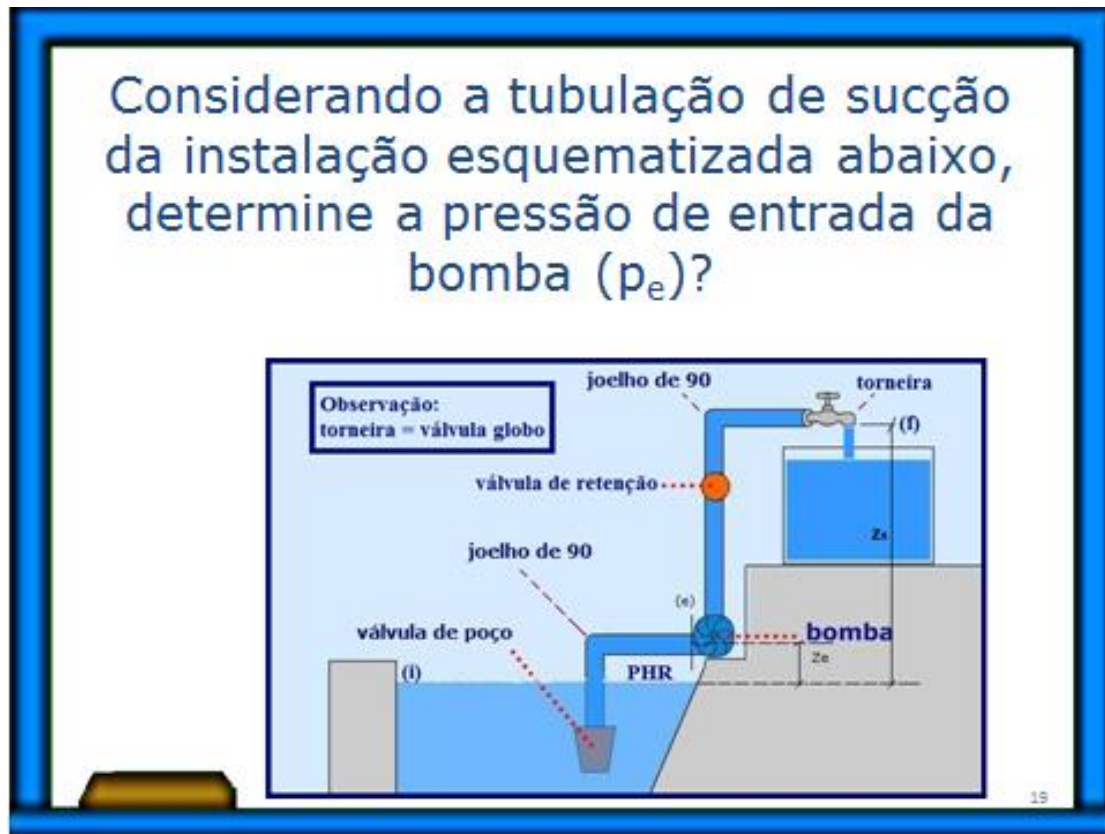 Considerando a tubulação de sucção
da instalação esquematizada abaixo,
determine a pressão de entrada da
bomba (pₑ)?
joelho de 90
torneira
Observação:
torneira = válvula globo
(f)
válvula de retenção
joelho de 90
(e)
válvula de poço
bomba
Ze
(i)
PHR
19